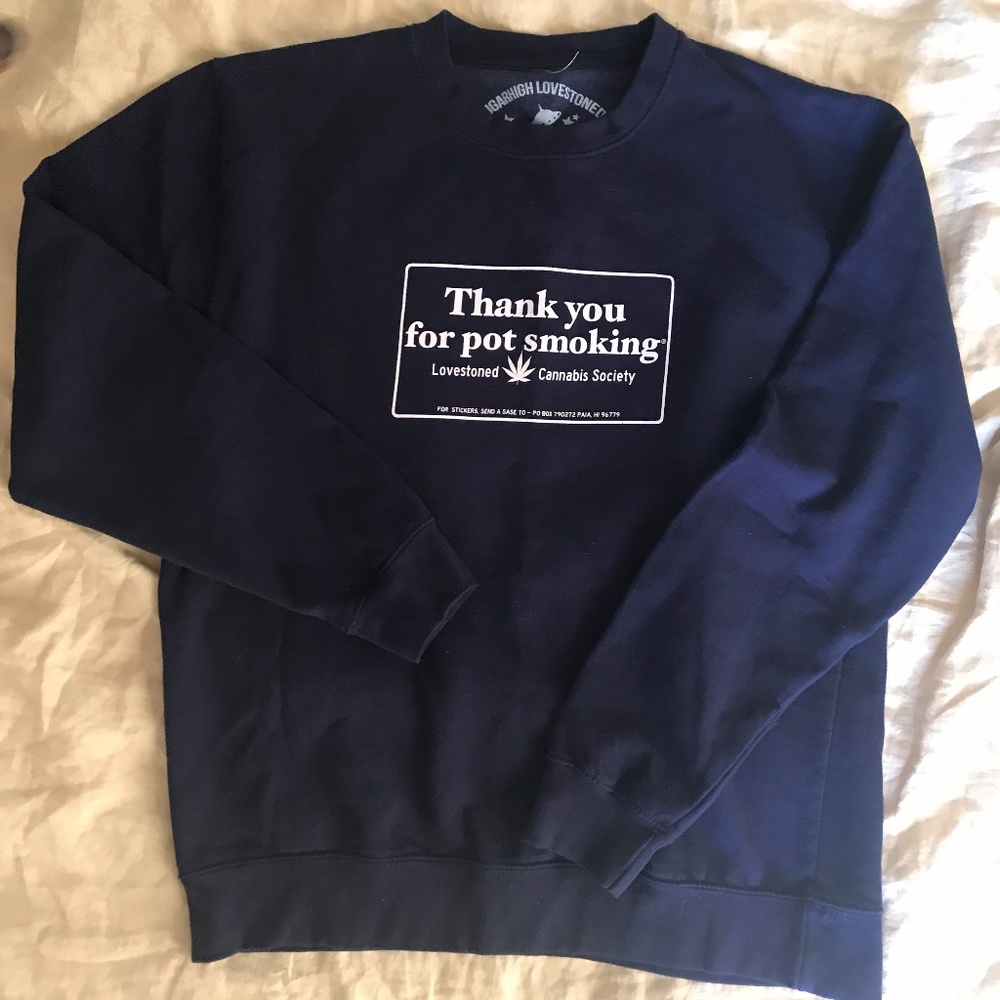 LOVESTONED
Thank you
for pot smoking®
Lovestoned Cannabis Society
FOR STICKERS, SEND A SASE TO - PO BOX 790272 PAIA, HI 96779